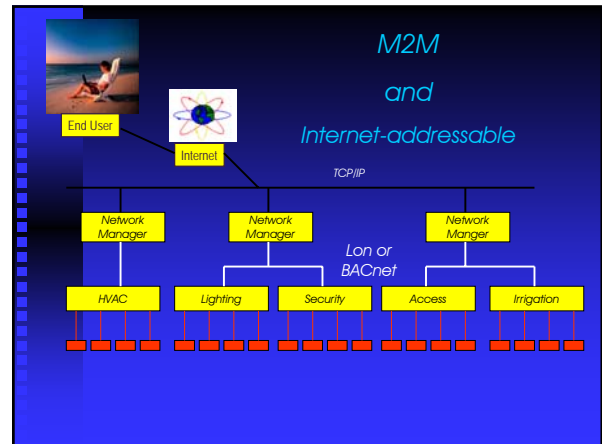 M2M
and
Internet-addressable
End User
Internet
TCP/IP
Network
Manager
Network
Manager
Network
Manger
Lon or
BACnet
HVAC
Lighting
Security
Access
Irrigation